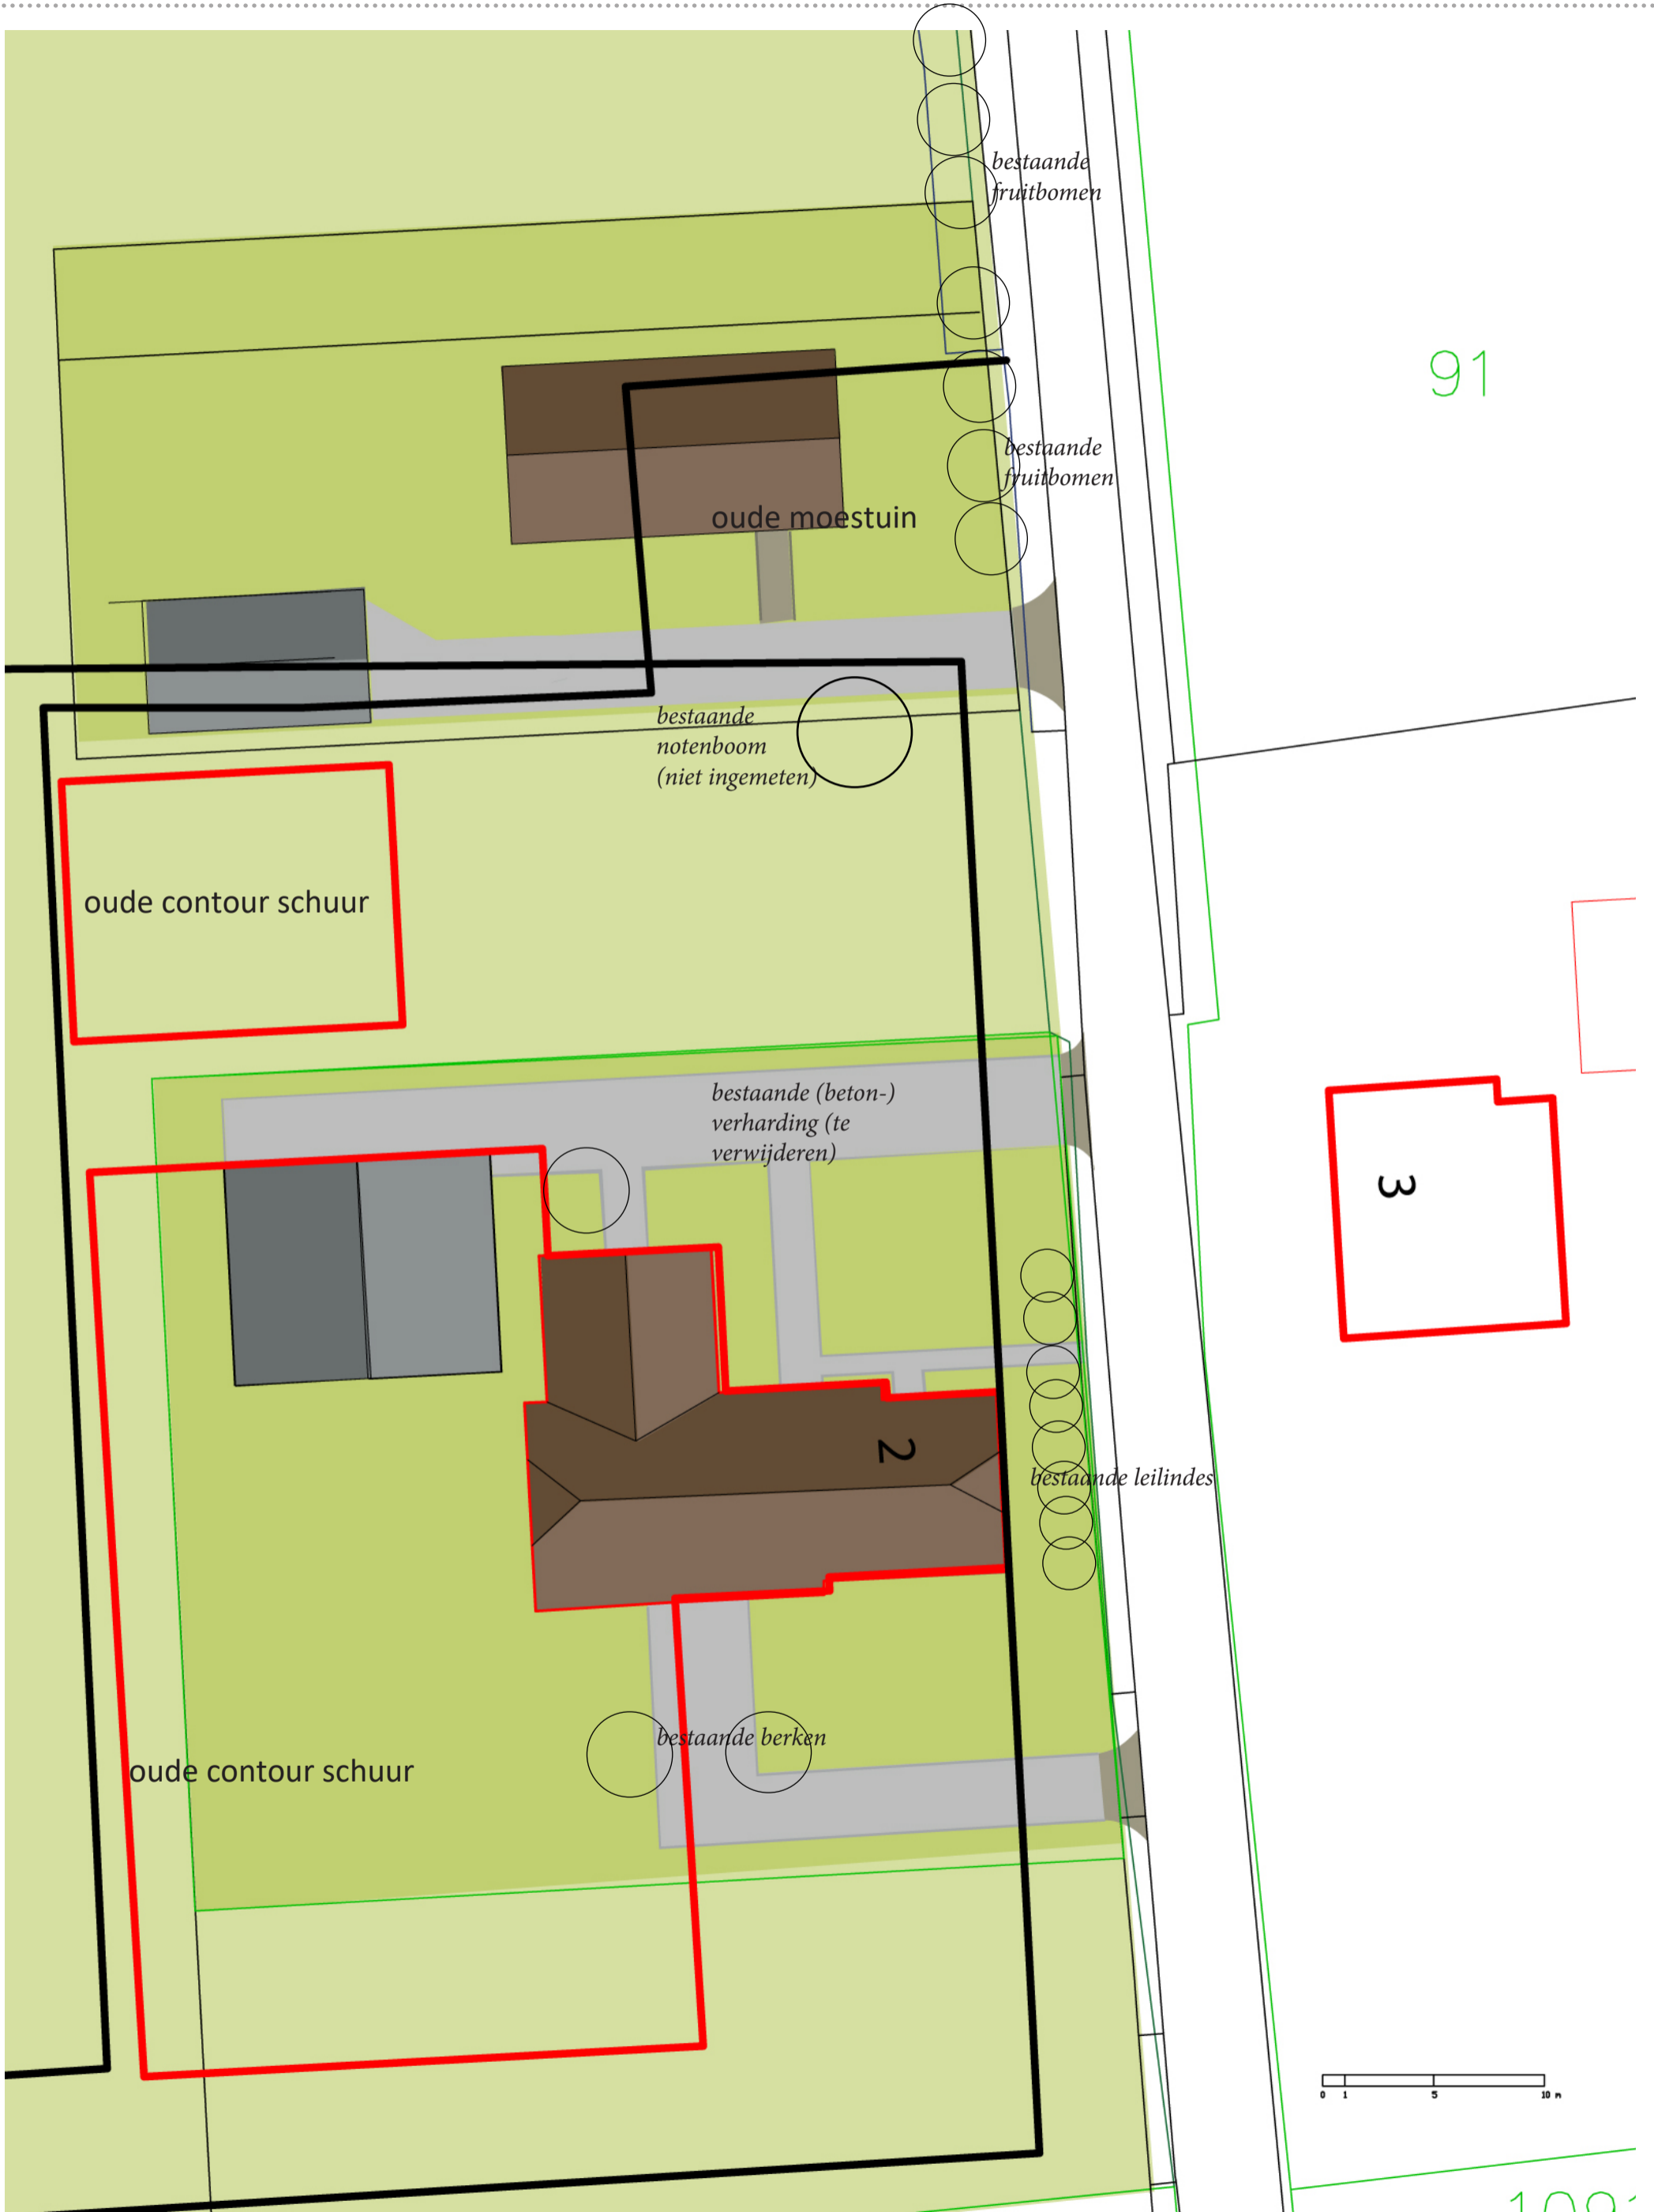 bestaande
fruitbomen
91
bestaande
fruitbomen
oude moestuin
bestaande
notenboom
(niet ingemeten)
oude contour schuur
bestaande (beton-)
verharding (te
verwijderen)
3
2
bestaande leilindes
bestaande berken
oude contour schuur
0 1 5 10 m